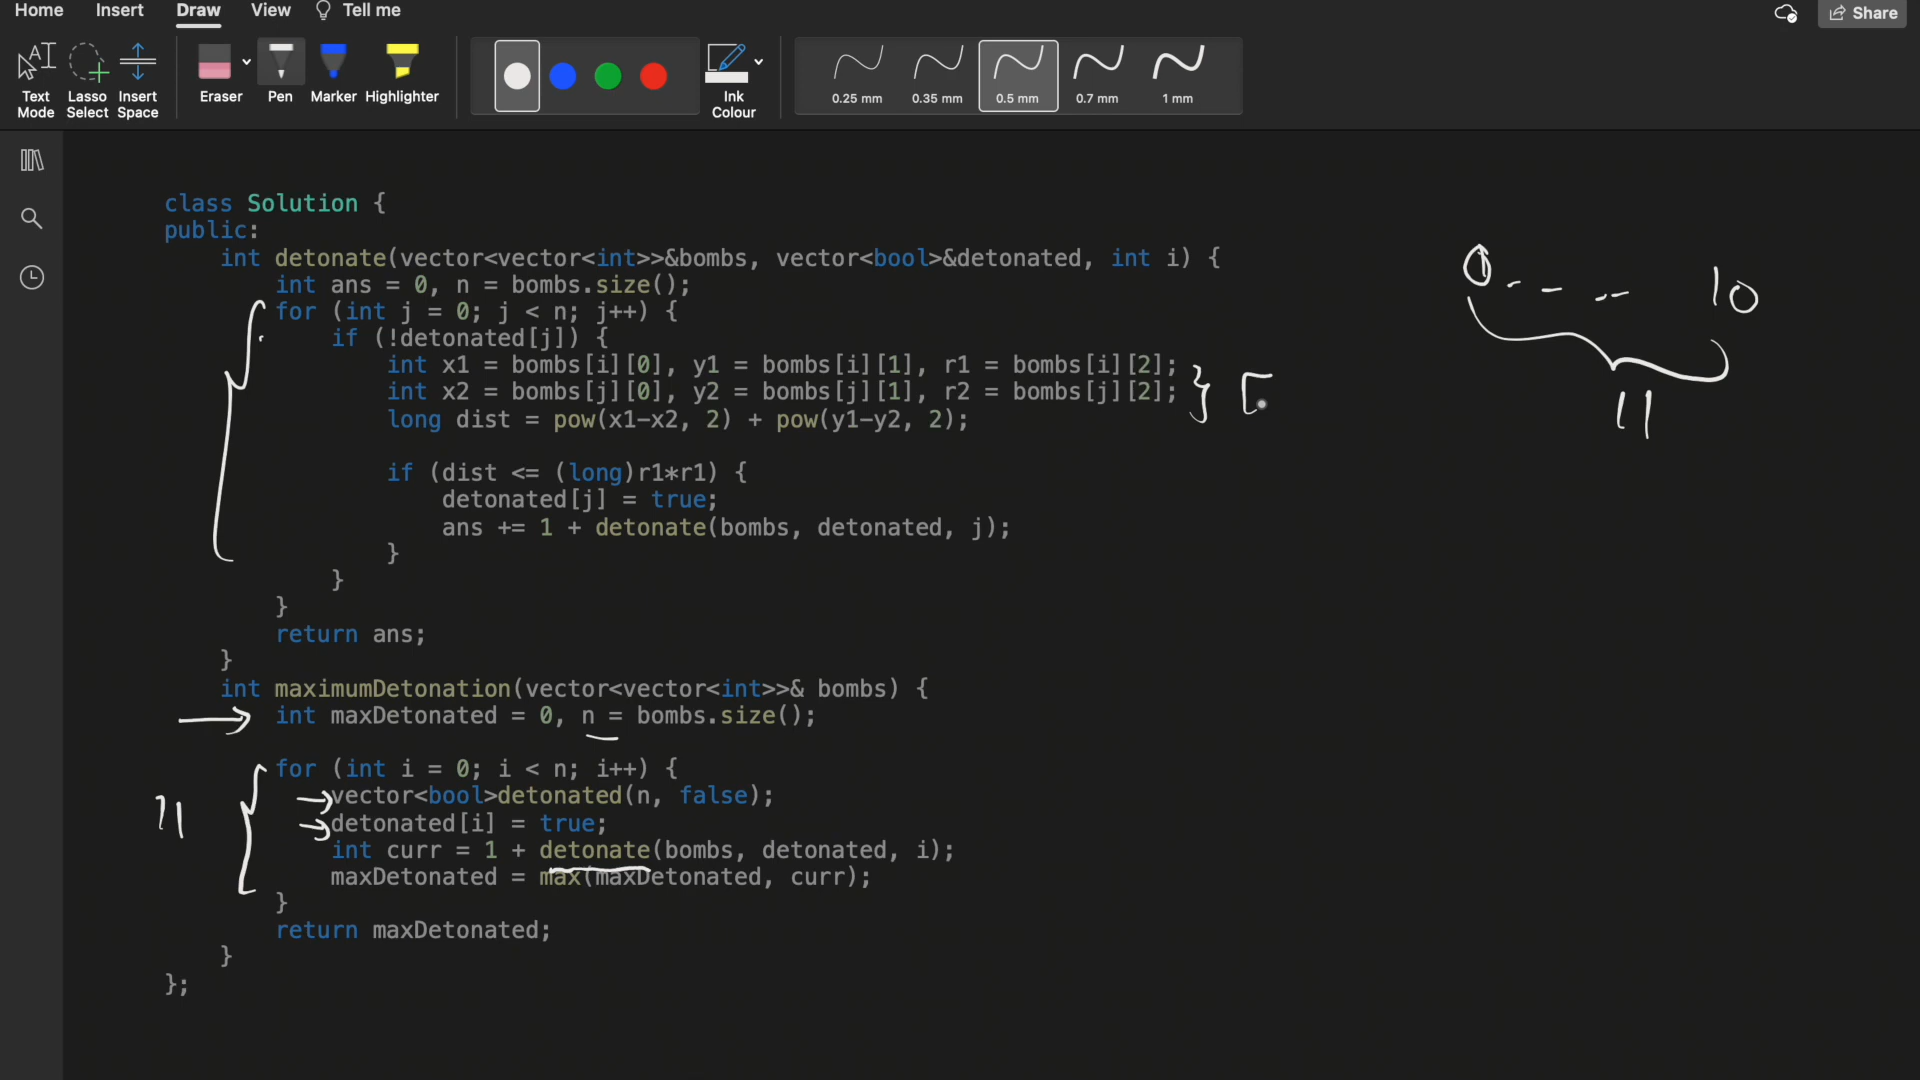 Home Insert Draw View Tell me Share
Text Mode Lasso Select Insert Space Eraser Pen Marker Highlighter Ink Colour 0.25 mm 0.35 mm 0.5 mm 0.7 mm 1 mm
class Solution {
public:
int detonate(vector<vector<int>>&bombs, vector<bool>&detonated, int i) {
int ans = 0, n = bombs.size();
for (int j = 0; j < n; j++) {
if (!detonated[j]) {
int x1 = bombs[i][0], y1 = bombs[i][1], r1 = bombs[i][2];
int x2 = bombs[j][0], y2 = bombs[j][1], r2 = bombs[j][2];
long dist = pow(x1-x2, 2) + pow(y1-y2, 2);
if (dist <= (long)r1*r1) {
detonated[j] = true;
ans += 1 + detonate(bombs, detonated, j);
}
}
}
return ans;
}
int maximumDetonation(vector<vector<int>>& bombs) {
int maxDetonated = 0, n = bombs.size();
for (int i = 0; i < n; i++) {
vector<bool>detonated(n, false);
detonated[i] = true;
int curr = 1 + detonate(bombs, detonated, i);
maxDetonated = max(maxDetonated, curr);
}
return maxDetonated;
}
};
10
11
11